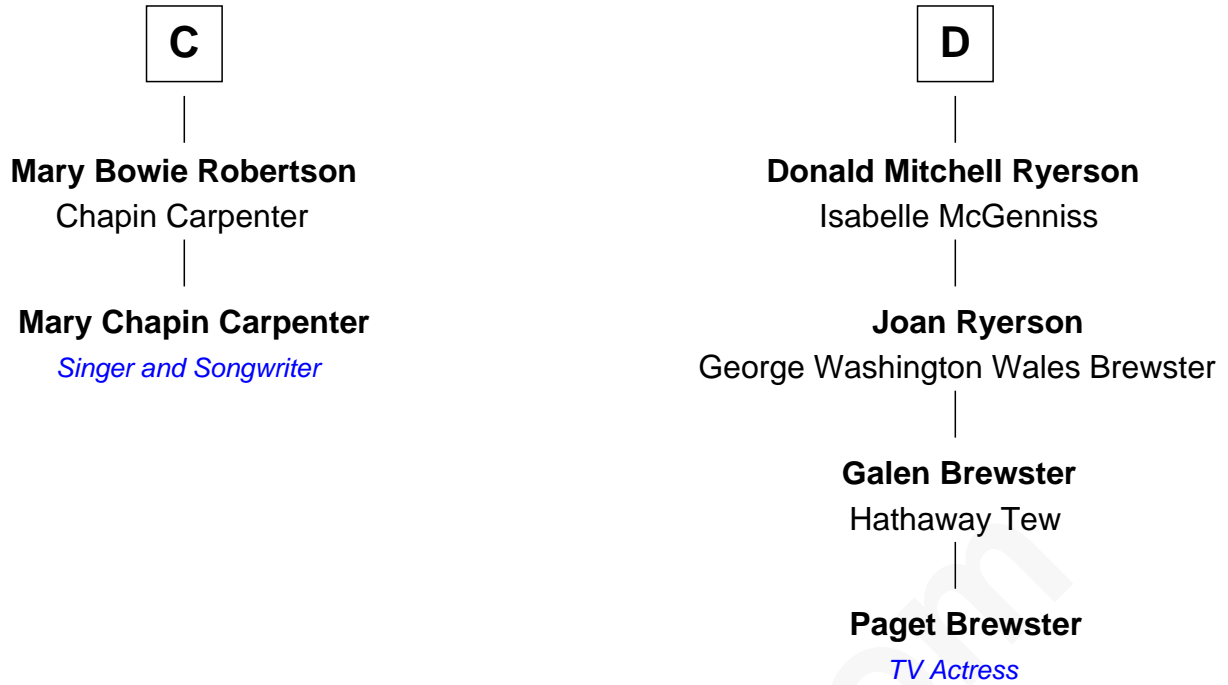 C
Mary Bowie Robertson
Chapin Carpenter
Mary Chapin Carpenter
Singer and Songwriter
D
Donald Mitchell Ryerson
Isabelle McGenniss
Joan Ryerson
George Washington Wales Brewster
Galen Brewster
Hathaway Tew
Paget Brewster
TV Actress